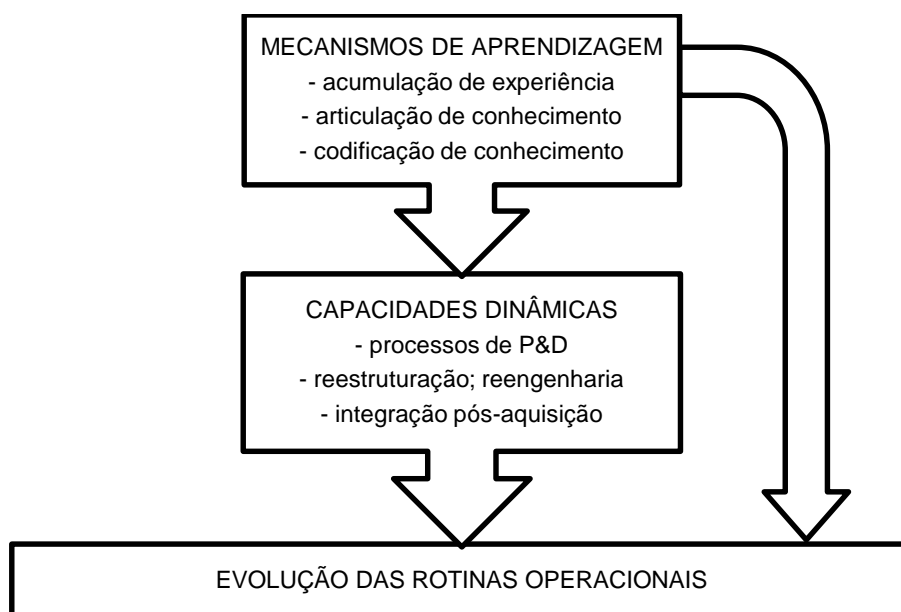 MECANISMOS DE APRENDIZAGEM
- acumulação de experiência
- articulação de conhecimento
- codificação de conhecimento
CAPACIDADES DINÂMICAS
- processos de P&D
- reestruturação; reengenharia
- integração pós-aquisição
EVOLUÇÃO DAS ROTINAS OPERACIONAIS